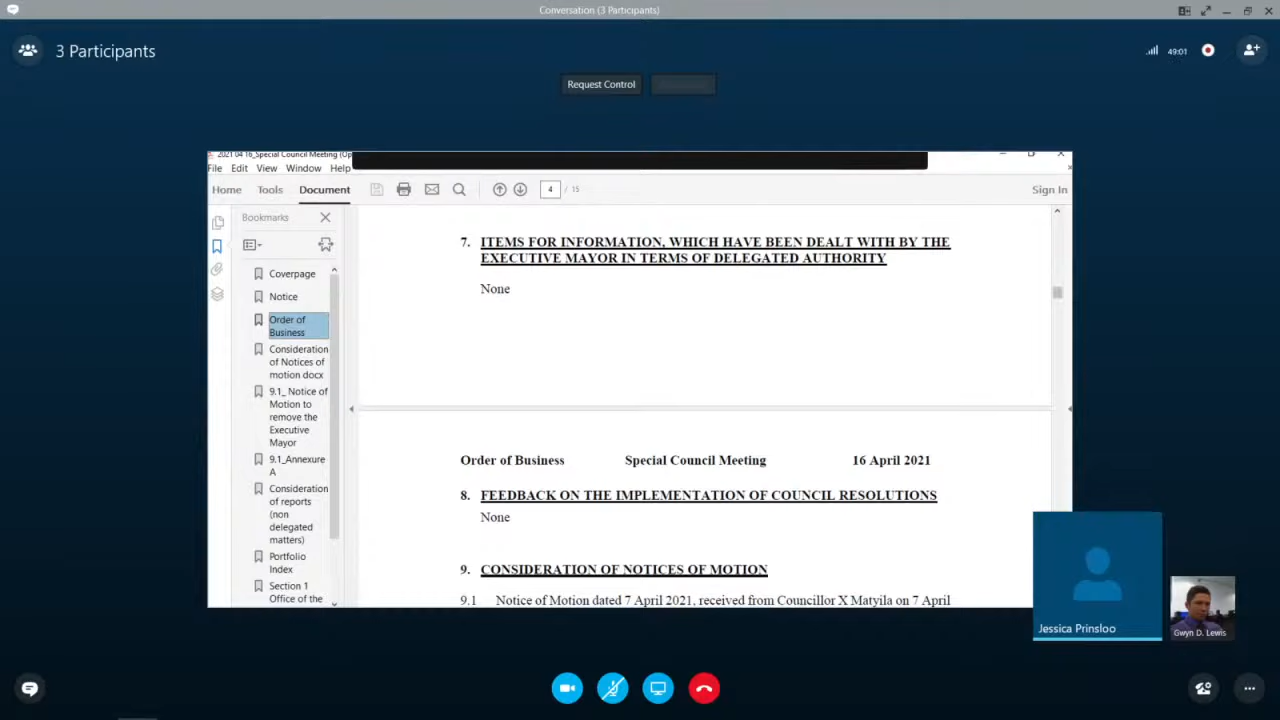 Conversation (3 Participants)
3 Participants
49:01
Request Control
2021 04 16_Special Council Meeting (Op
File Edit View Window Help
Home Tools Document 4 / 15 Sign In
Bookmarks
Coverpage
Notice
Order of
Business
Consideration
of Notices of
motion docx
9.1_ Notice of
Motion to
remove the
Executive
Mayor
9.1_Annexure
A
Consideration
of reports
(non
delegated
matters)
Portfolio
Index
Section 1
Office of the
7. ITEMS FOR INFORMATION, WHICH HAVE BEEN DEALT WITH BY THE
EXECUTIVE MAYOR IN TERMS OF DELEGATED AUTHORITY
None
Order of Business Special Council Meeting 16 April 2021
8. FEEDBACK ON THE IMPLEMENTATION OF COUNCIL RESOLUTIONS
None
9. CONSIDERATION OF NOTICES OF MOTION
9.1 Notice of Motion dated 7 April 2021, received from Councillor X Matyila on 7 April
Jessica Prinsloo
Gwyn D. Lewis